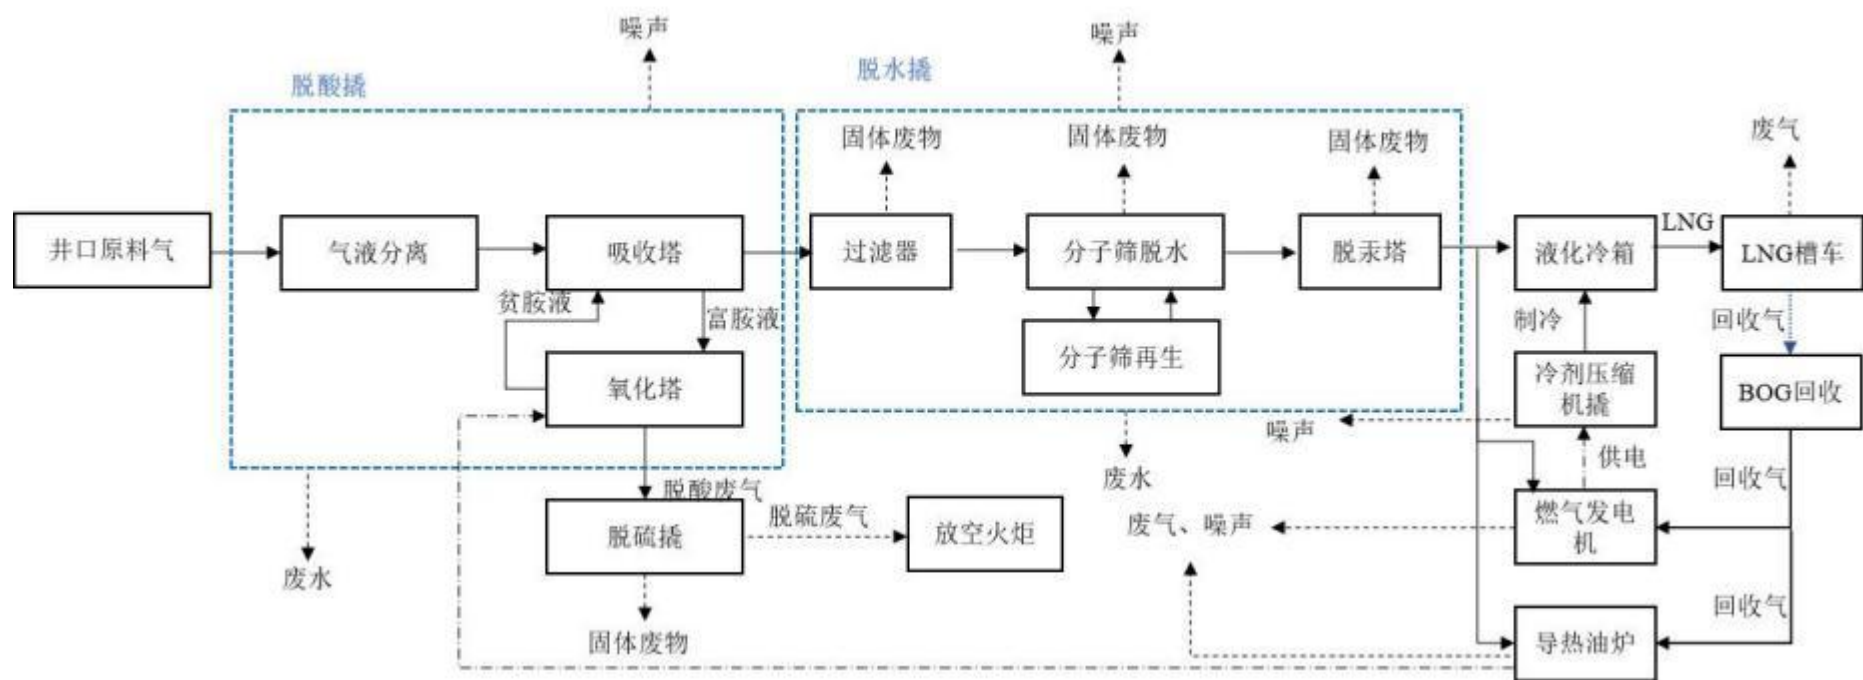 噪声
噪声
脱酸撬
脱水撬
废气
固体废物
固体废物
固体废物
井口原料气
气液分离
吸收塔
过滤器
分子筛脱水
脱汞塔
液化冷箱
LNG
LNG槽车
贫胺液
富胺液
制冷
回收气
分子筛再生
氧化塔
冷剂压缩
机撬
BOG回收
噪声
供电
废水
脱酸废气
回收气
脱硫撬
脱硫废气
放空火炬
废气、噪声
燃气发电
机
废水
固体废物
回收气
导热油炉